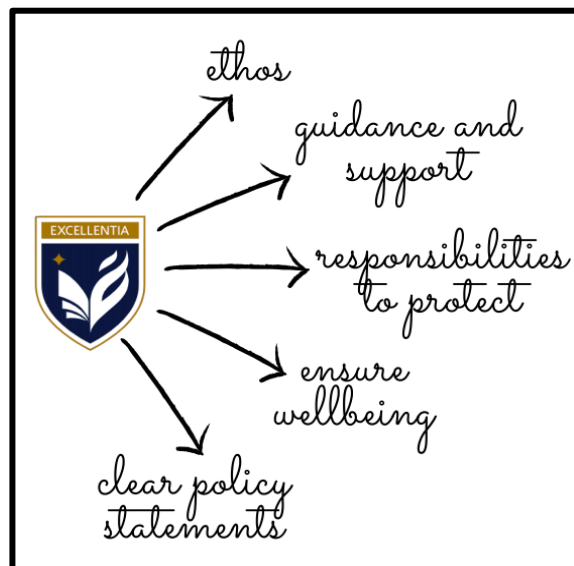 ethos
guidance and
support
EXCELLENTIA
responsibilities
to protect
ensure
wellbeing
clear policy
statements